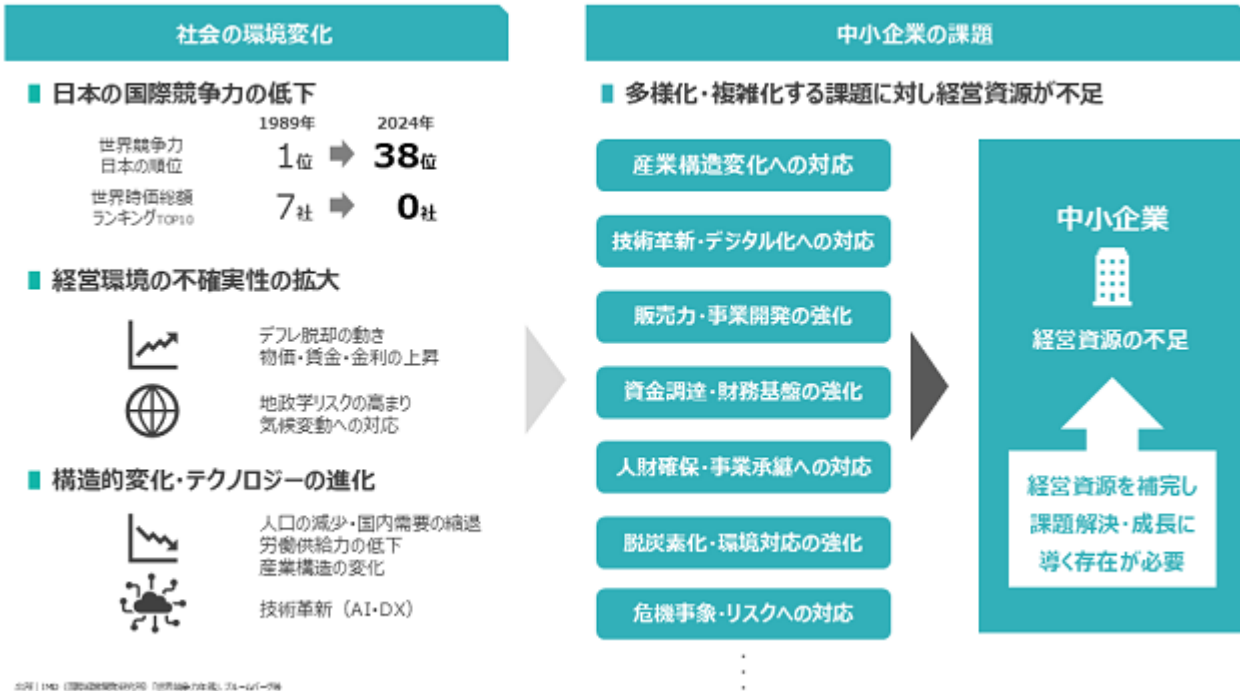 社会の環境変化
日本の国際競争力の低下
1989年 2024年
世界競争力
日本の順位
1位 38位
世界時価総額
ランキングTOP10
7社 0社
経営環境の不確実性の拡大
デフレ脱却の動き
物価・賃金・金利の上昇
地政学リスクの高まり
気候変動への対応
構造的変化・テクノロジーの進化
人口の減少・国内需要の縮退
労働供給力の低下
産業構造の変化
技術革新（AI・DX）
中小企業の課題
多様化・複雑化する課題に対し経営資源が不足
産業構造変化への対応
技術革新・デジタル化への対応
販売力・事業開発の強化
資金調達・財務基盤の強化
人財確保・事業承継への対応
脱炭素化・環境対応の強化
危機事象・リスクへの対応
中小企業
経営資源の不足
経営資源を補完し
課題解決・成長に
導く存在が必要